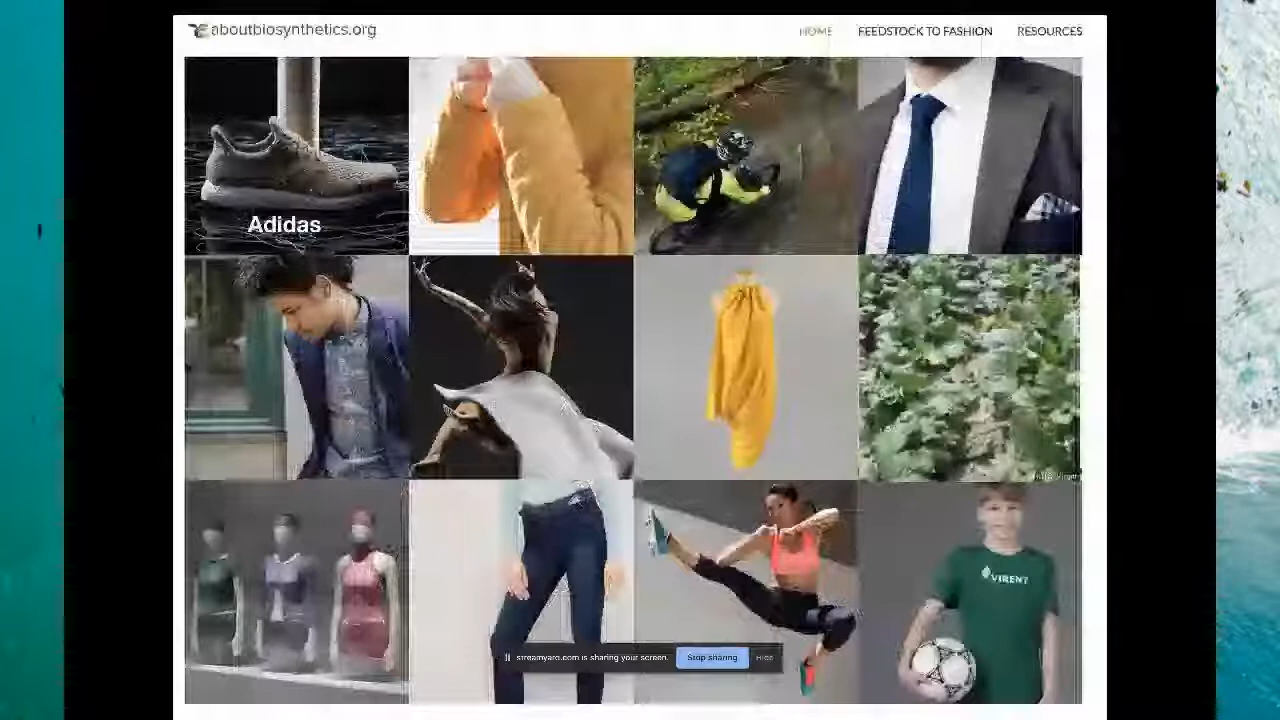 aboutbiosynthetics.org
HOME
FEEDSTOCK TO FASHION
RESOURCES
Adidas
VIRENT
streamyard.com is sharing your screen.
Stop sharing
Hide